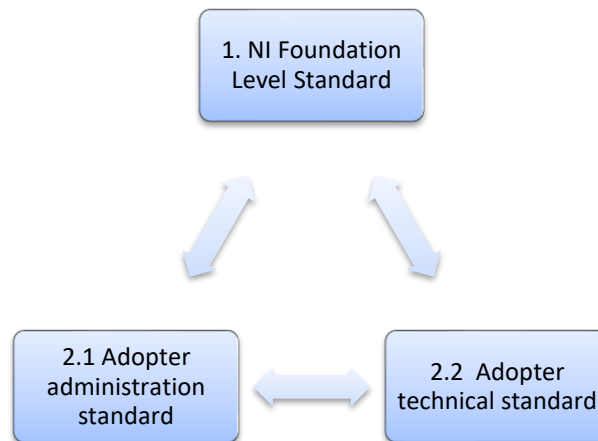 1. NI Foundation
Level Standard
2.1 Adopter
administration
standard
2.2 Adopter
technical standard